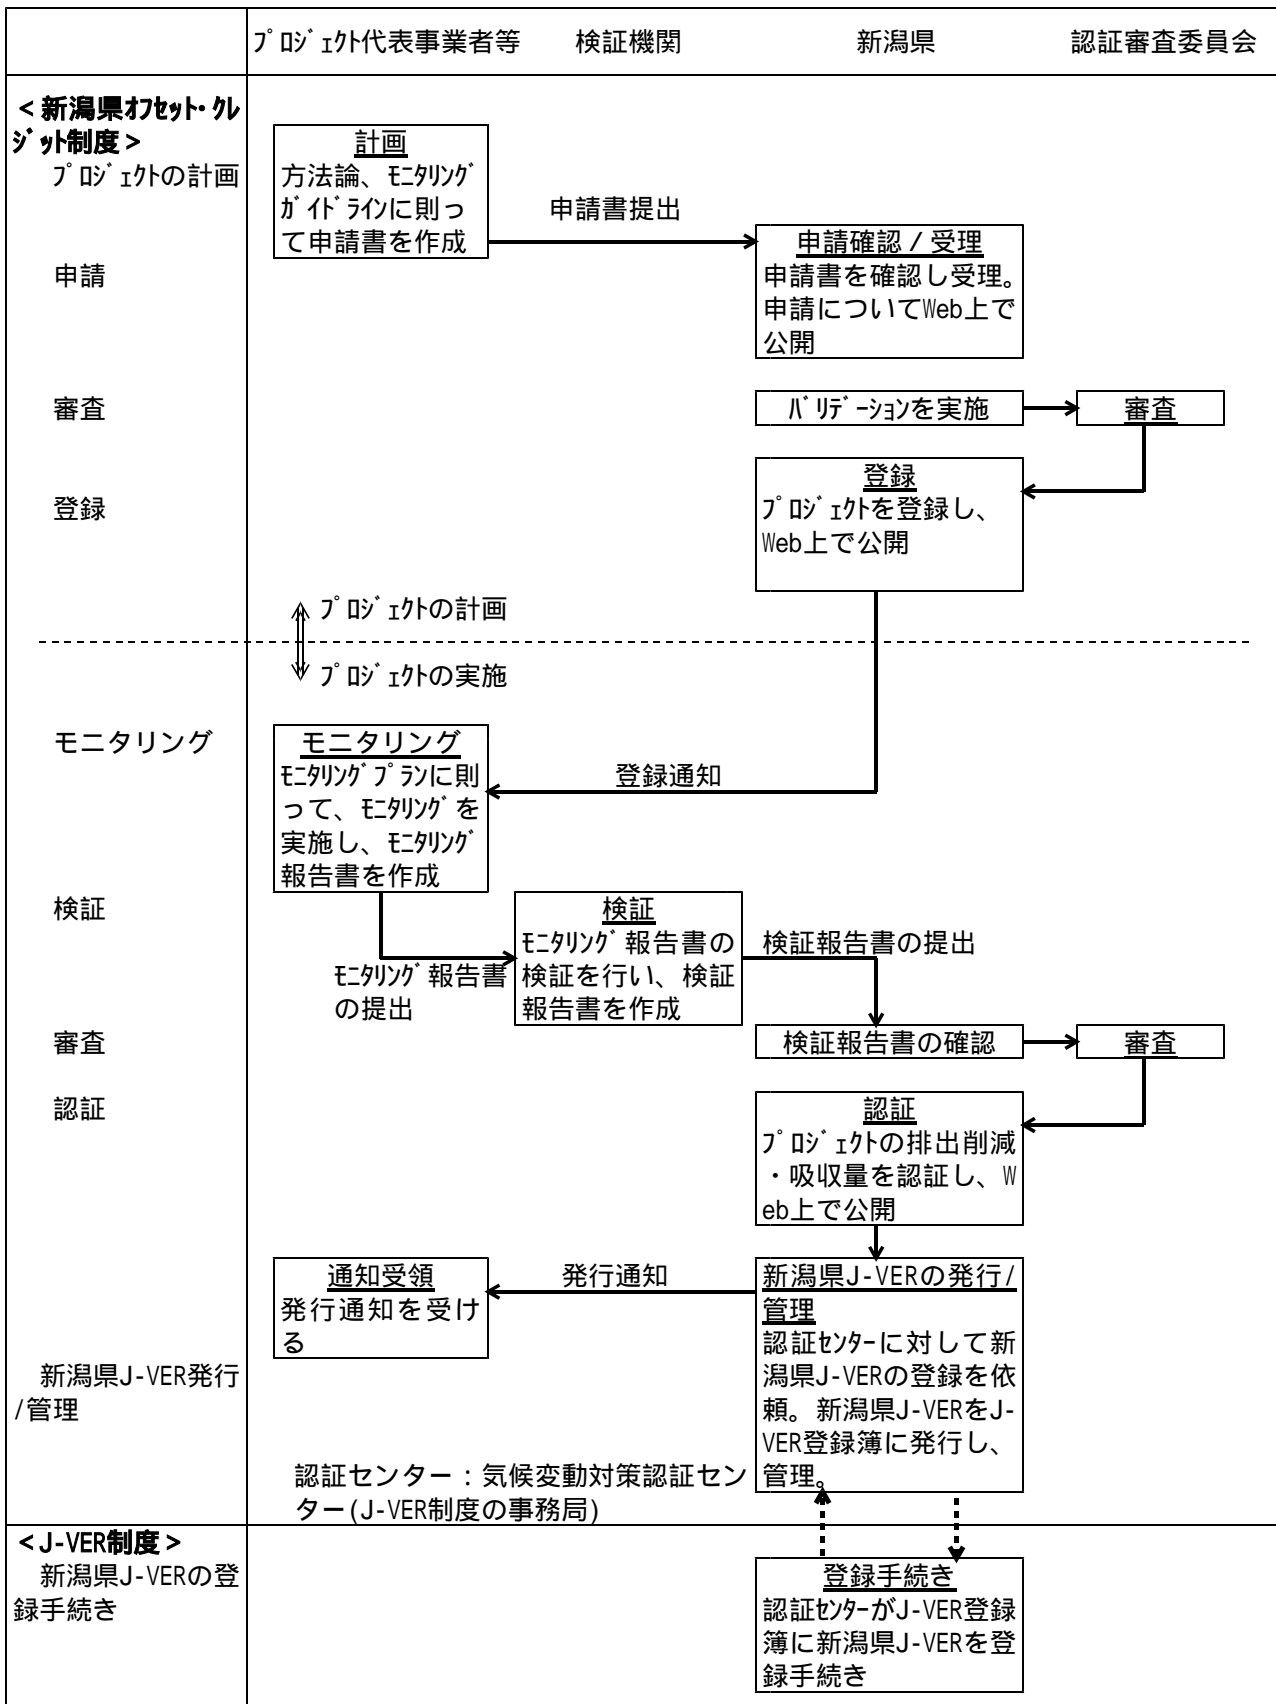 ﾌﾟﾛｼﾞｪｸﾄ代表事業者等 検証機関 新潟県 認証審査委員会
＜新潟県ｵﾌｾｯﾄ･ｸﾚ
ｼﾞｯﾄ制度＞
ﾌﾟﾛｼﾞｪｸﾄの計画
計画
方法論、ﾓﾆﾀﾘﾝｸﾞ
ｶﾞｲﾄﾞﾗｲﾝに則っ
て申請書を作成
申請書提出
申請
申請確認／受理
申請書を確認し受理。
申請についてWeb上で
公開
審査
ﾊﾞﾘﾃﾞｰｼｮﾝを実施
審査
登録
登録
ﾌﾟﾛｼﾞｪｸﾄを登録し、
Web上で公開
ﾌﾟﾛｼﾞｪｸﾄの計画
ﾌﾟﾛｼﾞｪｸﾄの実施
モニタリング
モニタリング
ﾓﾆﾀﾘﾝｸﾞﾌﾟﾗﾝに則
って、ﾓﾆﾀﾘﾝｸﾞを
実施し、ﾓﾆﾀﾘﾝｸﾞ
報告書を作成
登録通知
検証
ﾓﾆﾀﾘﾝｸﾞ報告書
の提出
検証
ﾓﾆﾀﾘﾝｸﾞ報告書の
検証を行い、検証
報告書を作成
検証報告書の提出
審査
検証報告書の確認
審査
認証
認証
ﾌﾟﾛｼﾞｪｸﾄの排出削減
・吸収量を認証し、W
eb上で公開
通知受領
発行通知を受け
る
発行通知
新潟県J-VERの発行/
管理
認証ｾﾝﾀｰに対して新
潟県J-VERの登録を依
頼。新潟県J-VERをJ-
VER登録簿に発行し、
管理。
新潟県J-VER発行
/管理
認証センター：気候変動対策認証セン
ター(J-VER制度の事務局)
＜J-VER制度＞
新潟県J-VERの登
録手続き
登録手続き
認証ｾﾝﾀｰがJ-VER登録
簿に新潟県J-VERを登
録手続き